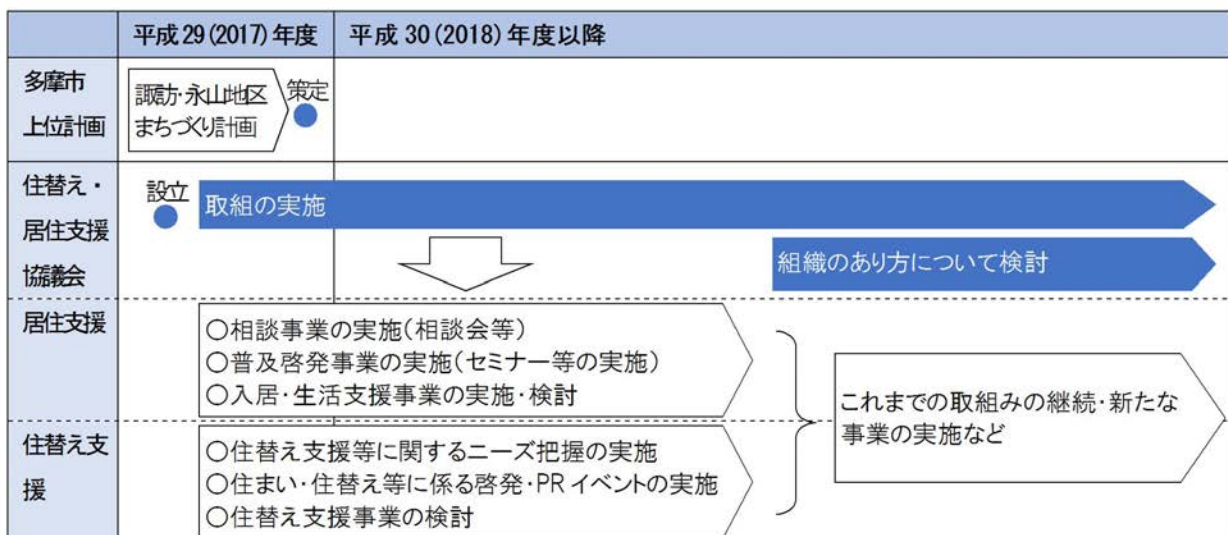 平成29(2017)年度
平成30(2018)年度以降
多摩市
上位計画
諏訪・永山地区
まちづくり計画
策定
住替え・
居住支援
協議会
設立
取組の実施
組織のあり方について検討
居住支援
○相談事業の実施(相談会等)
○普及啓発事業の実施(セミナー等の実施)
○入居・生活支援事業の実施・検討
これまでの取組みの継続・新たな
事業の実施など
住替え支
援
○住替え支援等に関するニーズ把握の実施
○住まい・住替え等に係る啓発・PRイベントの実施
○住替え支援事業の検討